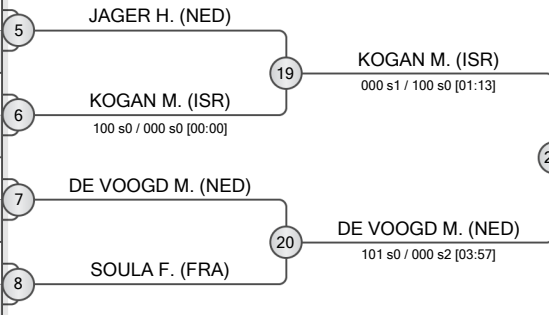 JAGER H. (NED)
5
19
KOGAN M. (ISR)
000 s1 / 100 s0 [01:13]
6
KOGAN M. (ISR)
100 s0 / 000 s0 [00:00]
7
DE VOOGD M. (NED)
20
DE VOOGD M. (NED)
101 s0 / 000 s2 [03:57]
8
SOULA F. (FRA)